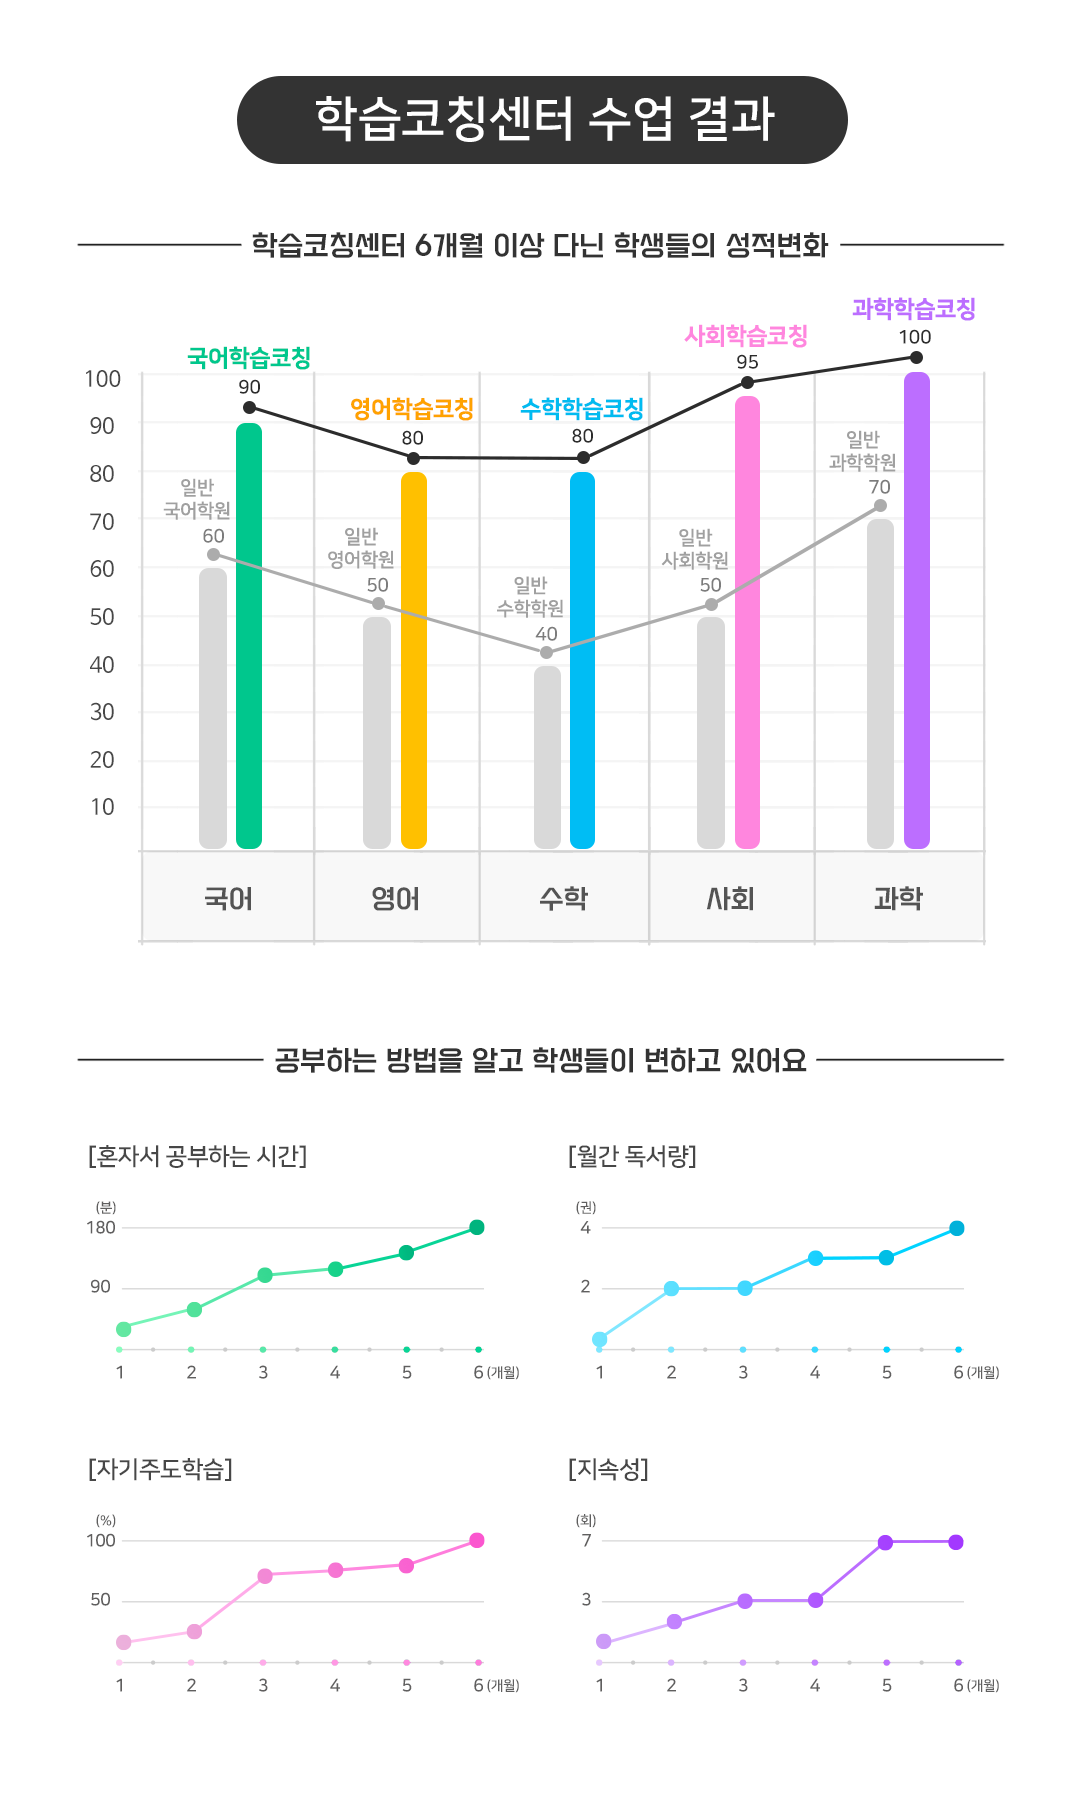 학습코칭센터 수업 결과
학습코칭센터 6개월 이상 다닌 학생들의 성적변화
과학학습코칭
100
사회학습코칭
95
국어학습코칭
90
영어학습코칭
80
수학학습코칭
80
일반
과학학원
70
일반
국어학원
60
일반
영어학원
50
일반
수학학원
40
일반
사회학원
50
100
90
80
70
60
50
40
30
20
10
국어 영어 수학 사회 과학
공부하는 방법을 알고 학생들이 변하고 있어요
[혼자서 공부하는 시간]
(분)
180
90
1 2 3 4 5 6 (개월)
[월간 독서량]
(권)
4
2
1 2 3 4 5 6 (개월)
[자기주도학습]
(%)
100
50
1 2 3 4 5 6 (개월)
[지속성]
(회)
7
3
1 2 3 4 5 6 (개월)